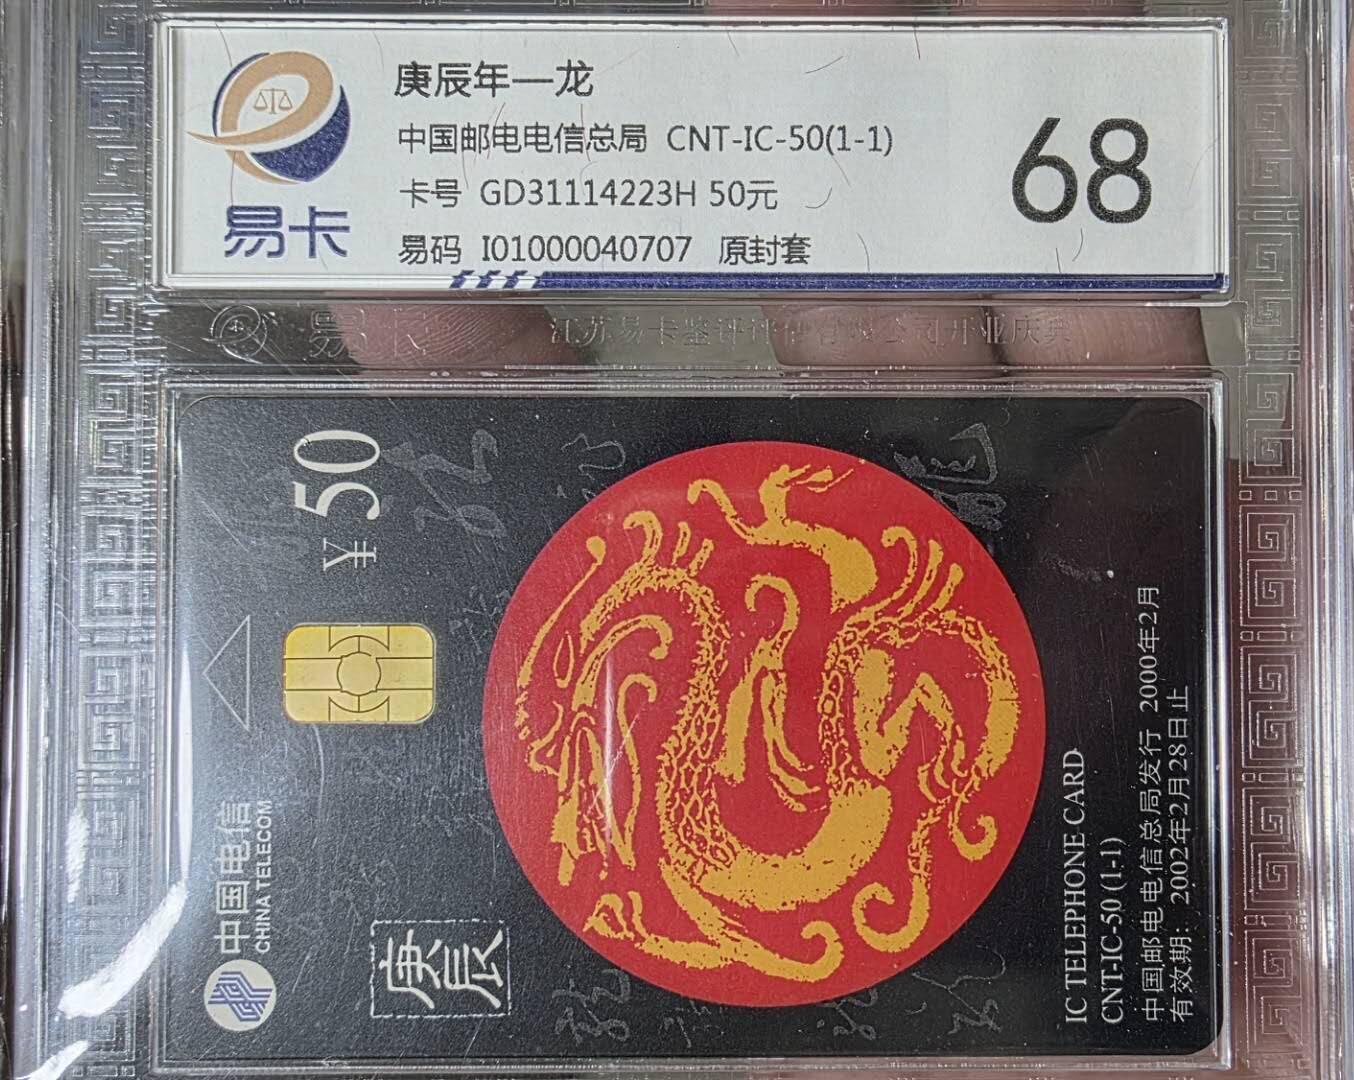 庚辰年—龙
中国邮电电信总局 CNT-IC-50(1-1)
卡号 GD31114223H 50元
易码 I01000040707 原封套
68
易卡
易卡
江苏易卡鉴评评估有限公司开业庆典
¥50
中国电信
CHINA TELECOM
庚辰
IC TELEPHONE CARD
CNT-IC-50 (1-1)
中国邮电电信总局发行 2000年2月
有效期：2002年2月28日止